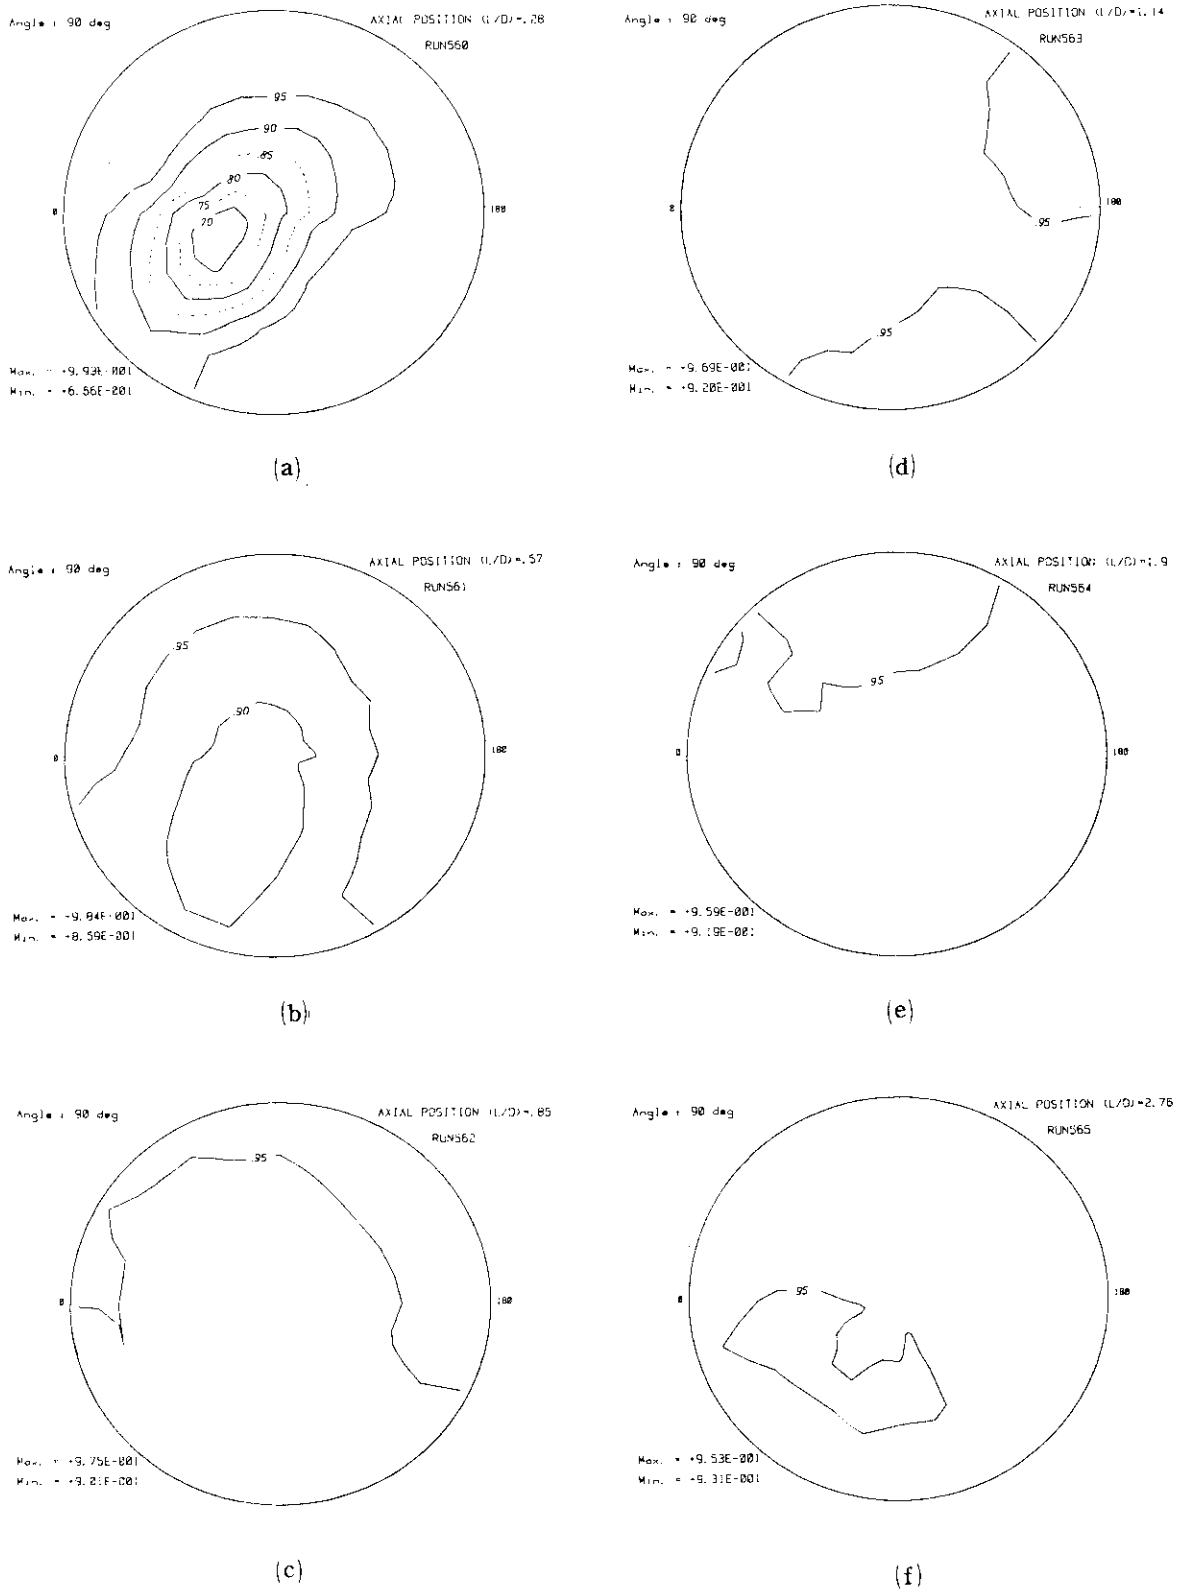 Angle : 90 deg
AXIAL POSITION (L/D)=.28
RUN560
.95
.90
.85
.80
.75
.70
0
180
Max. = +9.93E-001
Min. = +6.56E-001
(a)
Angle : 90 deg
AXIAL POSITION (L/D)=1.14
RUN563
0
180
.95
.95
Max. = +9.69E-001
Min. = +9.20E-001
(d)
Angle : 90 deg
AXIAL POSITION (L/D)=.57
RUN561
.95
.90
0
180
Max. = +9.84E-001
Min. = +8.59E-001
(b)
Angle : 90 deg
AXIAL POSITION (L/D)=1.9
RUN564
.95
0
180
Max. = +9.59E-001
Min. = +9.19E-001
(e)
Angle : 90 deg
AXIAL POSITION (L/D)=.85
RUN562
.95
0
180
Max. = +9.75E-001
(c)
Angle : 90 deg
AXIAL POSITION (L/D)=2.76
RUN565
.95
0
180
Max. = +9.53E-001
Min. = +9.31E-001
(f)